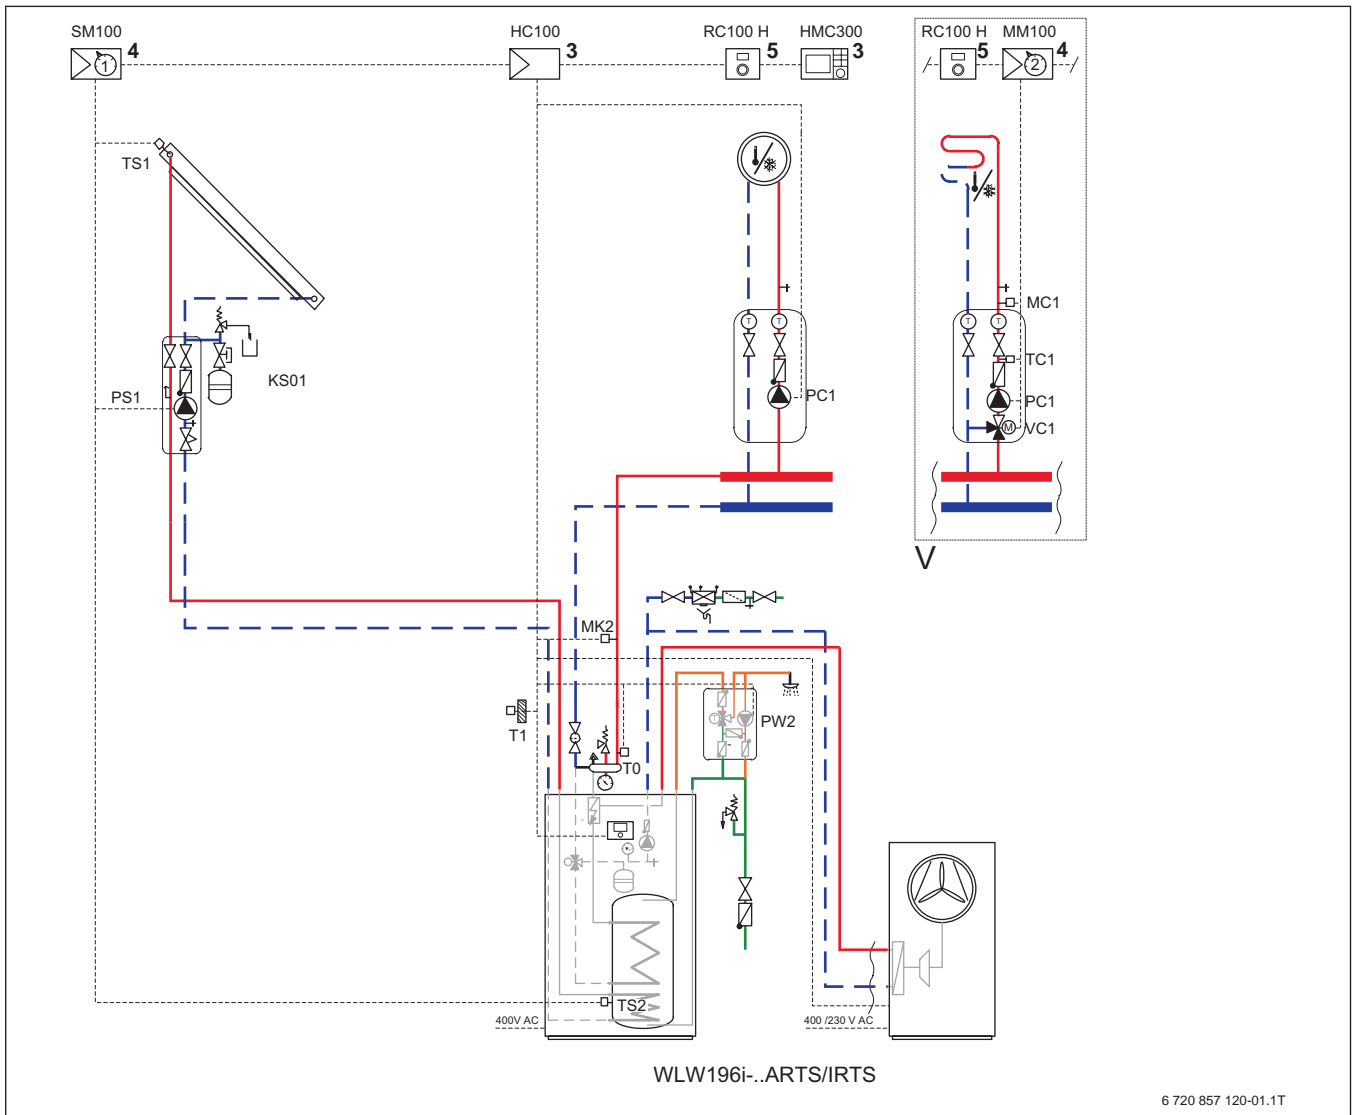 SM100 HC100 RC100 H HMC300 RC100 H MM100
1 4 3 5 3 5 2 4
TS1
MC1
T T T T
TC1
KS01
PS1 PC1 PC1
M VC1
V
MK2
T1 T PW2
T0
TS2
400V AC 400 /230 V AC
WLW196i-..ARTS/IRTS
6 720 857 120-01.1T